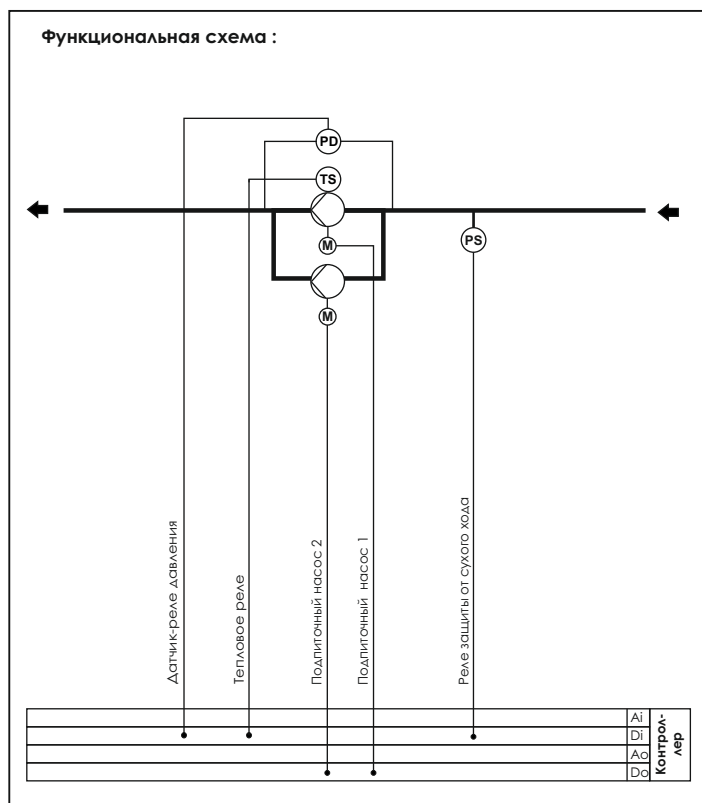 Функциональная схема :
PD
TS
M
PS
M
Датчик-реле давления
Тепловое реле
Подпиточный насос 2
Подпиточный насос 1
Реле защиты от сухого хода
Ai
Di
Ao
Do
Контрол-
лер